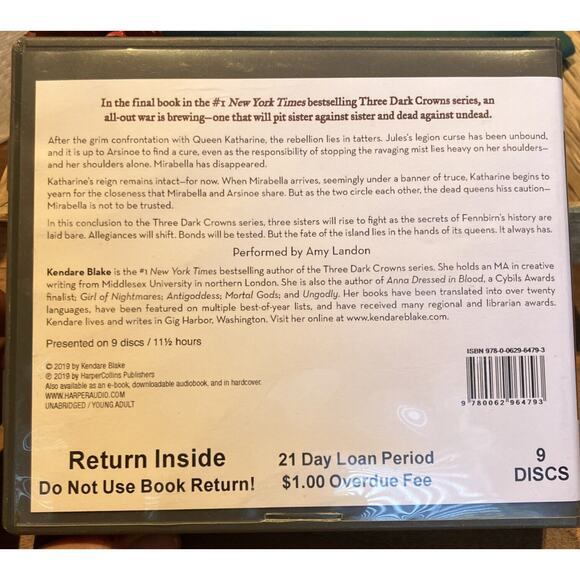 In the final book in the #1 New York Times bestselling Three Dark Crowns series, an
all-out war is brewing—one that will pit sister against sister and dead against undead.
After the grim confrontation with Queen Katharine, the rebellion lies in tatters. Jules's legion curse has been unbound,
and it is up to Arsinoe to find a cure, even as the responsibility of stopping the ravaging mist lies heavy on her shoulders—
and her shoulders alone. Mirabella has disappeared.
Katharine's reign remains intact—for now. When Mirabella arrives, seemingly under a banner of truce, Katharine begins to
yearn for the closeness that Mirabella and Arsinoe share. But as the two circle each other, the dead queens hiss caution—
Mirabella is not to be trusted.
In this conclusion to the Three Dark Crowns series, three sisters will rise to fight as the secrets of Fennbirn's history are
laid bare. Allegiances will shift. Bonds will be tested. But the fate of the island lies in the hands of its queens. It always has.
Performed by Amy Landon
Kendare Blake is the #1 New York Times bestselling author of the Three Dark Crowns series. She holds an MA in creative
writing from Middlesex University in northern London. She is also the author of Anna Dressed in Blood, a Cybils Awards
finalist; Girl of Nightmares; Antigoddess; Mortal Gods; and Ungodly. Her books have been translated into over twenty
languages, have been featured on multiple best-of-year lists, and have received many regional and librarian awards.
Kendare lives and writes in Gig Harbor, Washington. Visit her online at www.kendareblake.com.
Presented on 9 discs / 11½ hours
© 2019 by Kendare Blake
℗ 2019 by HarperCollins Publishers
Also available as an e-book, downloadable audiobook, and in hardcover.
WWW.HARPERAUDIO.COM
UNABRIDGED / YOUNG ADULT
ISBN 978-0-0629-6479-3
9 780062 964793
Return Inside
Do Not Use Book Return!
21 Day Loan Period
$1.00 Overdue Fee
9
DISCS